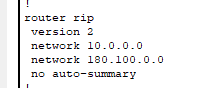 !
router rip
version 2
network 10.0.0.0
network 180.100.0.0
no auto-summary
!